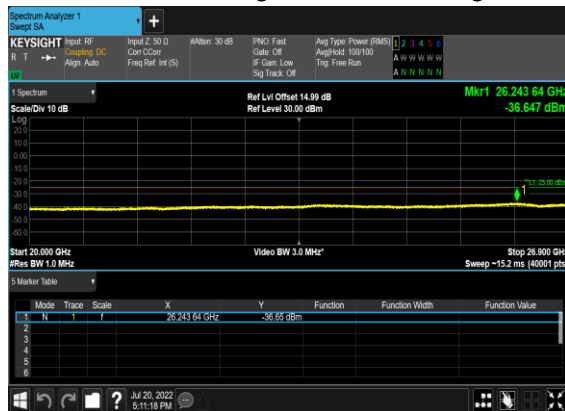 Spectrum Analyzer 1
Swept SA
+
KEYSIGHT
R T
LW
Input: RF
Coupling: DC
Align: Auto
Input Z: 50 Ω
Corr CCorr
Freq Ref: Int (S)
#Atten: 30 dB
PNO: Fast
Gate: Off
IF Gain: Low
Sig Track: Off
Avg Type: Power (RMS)
Avg|Hold: 100/100
Trig: Free Run
1 2 3 4 5 6
A W W W W W
A N N N N N
1 Spectrum
Scale/Div 10 dB
Ref Lvl Offset 14.99 dB
Ref Level 30.00 dBm
Mkr1 26.243 64 GHz
-36.647 dBm
Log
20.0
10.0
0.00
-10.0
-20.0
-30.0
-40.0
-50.0
-60.0
DL1 -25.00 dBm
1
Start 20.000 GHz
#Res BW 1.0 MHz
Video BW 3.0 MHz*
Stop 26.900 GHz
Sweep ~15.2 ms (40001 pts)
5 Marker Table
Mode Trace Scale X Y Function Function Width Function Value
1 N 1 f 26.243 64 GHz -36.65 dBm
2
3
4
5
6
?
Jul 20, 2022
5:11:18 PM